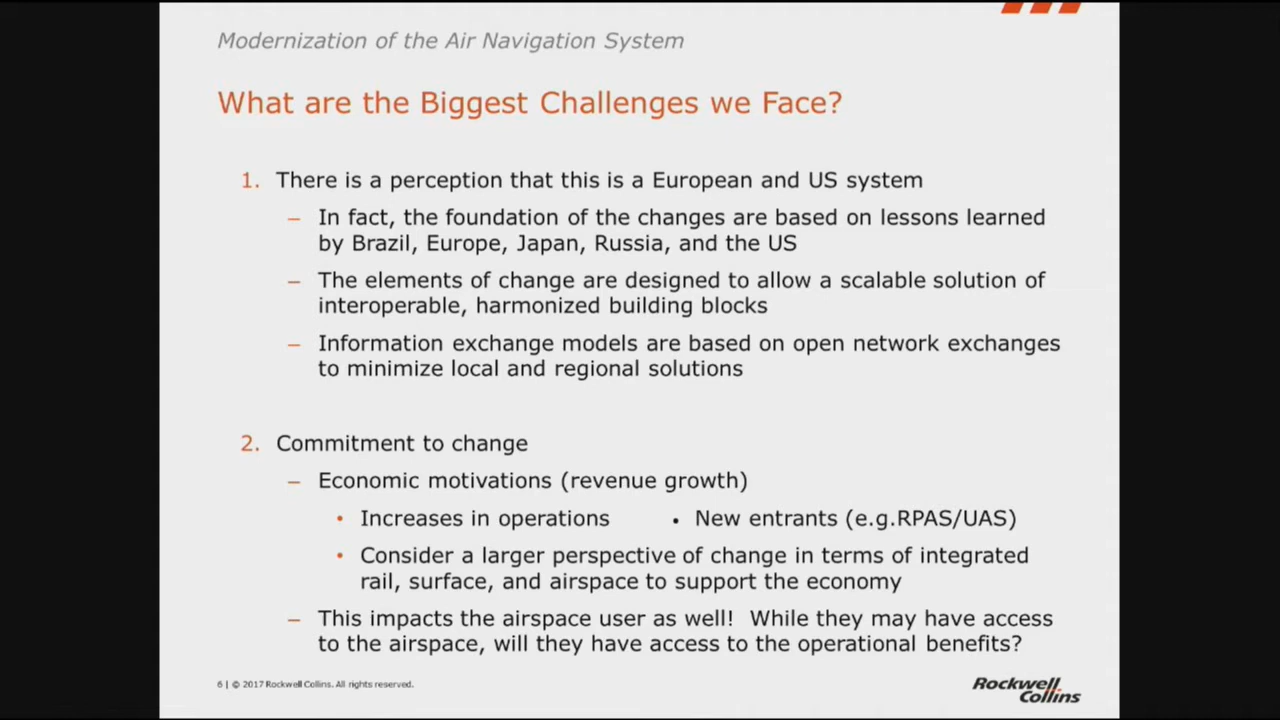 Modernization of the Air Navigation System
What are the Biggest Challenges we Face?
1. There is a perception that this is a European and US system
– In fact, the foundation of the changes are based on lessons learned
by Brazil, Europe, Japan, Russia, and the US
– The elements of change are designed to allow a scalable solution of
interoperable, harmonized building blocks
– Information exchange models are based on open network exchanges
to minimize local and regional solutions
2. Commitment to change
– Economic motivations (revenue growth)
• Increases in operations • New entrants (e.g.RPAS/UAS)
• Consider a larger perspective of change in terms of integrated
rail, surface, and airspace to support the economy
– This impacts the airspace user as well! While they may have access
to the airspace, will they have access to the operational benefits?
6 | © 2017 Rockwell Collins. All rights reserved.
Rockwell
Collins